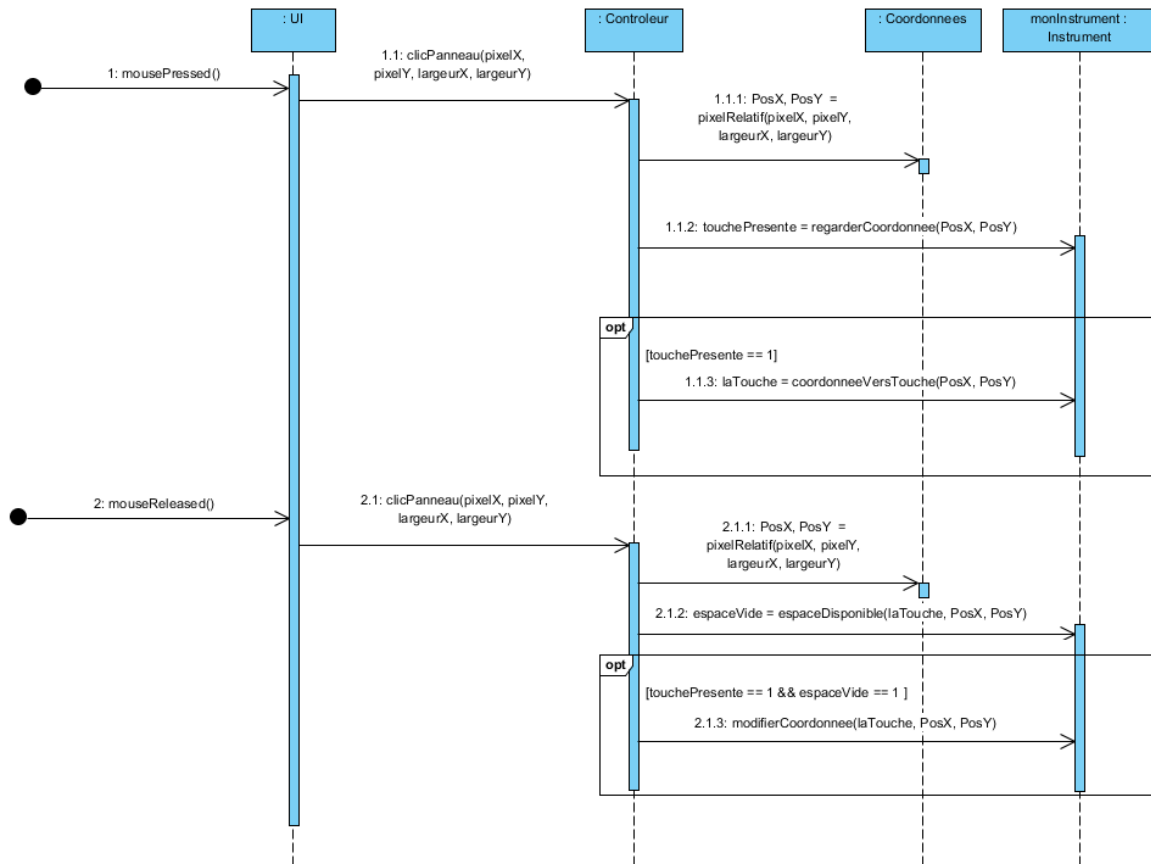 : UI
: Controleur
: Coordonnees
monInstrument :
Instrument
1: mousePressed()
1.1: clicPanneau(pixelX,
pixelY, largeurX, largeurY)
1.1.1: PosX, PosY =
pixelRelatif(pixelX, pixelY,
largeurX, largeurY)
1.1.2: touchePresente = regarderCoordonnee(PosX, PosY)
opt
[touchePresente == 1]
1.1.3: laTouche = coordonneeVersTouche(PosX, PosY)
2: mouseReleased()
2.1: clicPanneau(pixelX, pixelY,
largeurX, largeurY)
2.1.1: PosX, PosY =
pixelRelatif(pixelX, pixelY,
largeurX, largeurY)
2.1.2: espaceVide = espaceDisponible(laTouche, PosX, PosY)
opt
[touchePresente == 1 && espaceVide == 1 ]
2.1.3: modifierCoordonnee(laTouche, PosX, PosY)